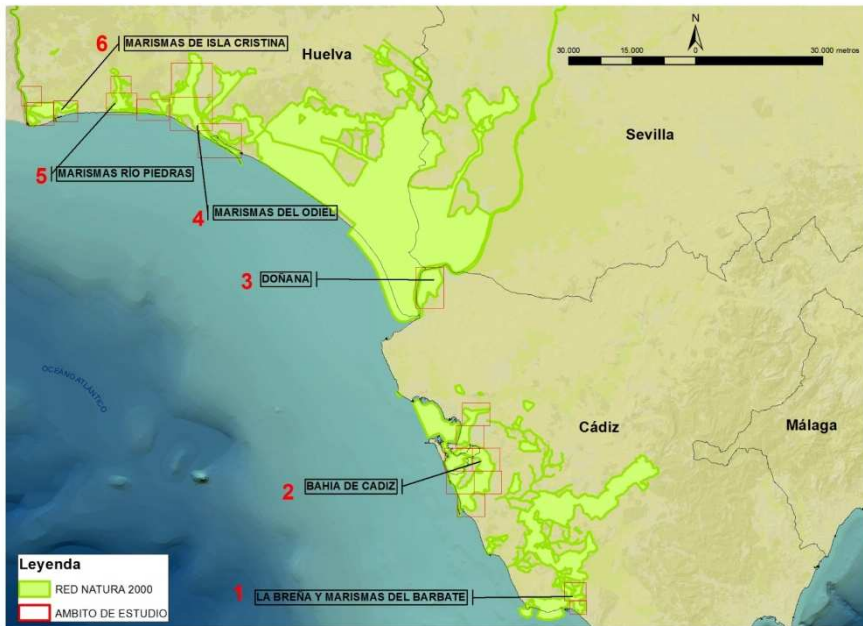 6 MARISMAS DE ISLA CRISTINA
Huelva
N
30.000 15.000 0 30.000 metros
Sevilla
5 MARISMAS RÍO PIEDRAS
4 MARISMAS DEL ODIEL
3 DOÑANA
OCEÁNO ATLÁNTICO
Cádiz
Málaga
2 BAHIA DE CADIZ
1 LA BREÑA Y MARISMAS DEL BARBATE
Leyenda
RED NATURA 2000
AMBITO DE ESTUDIO